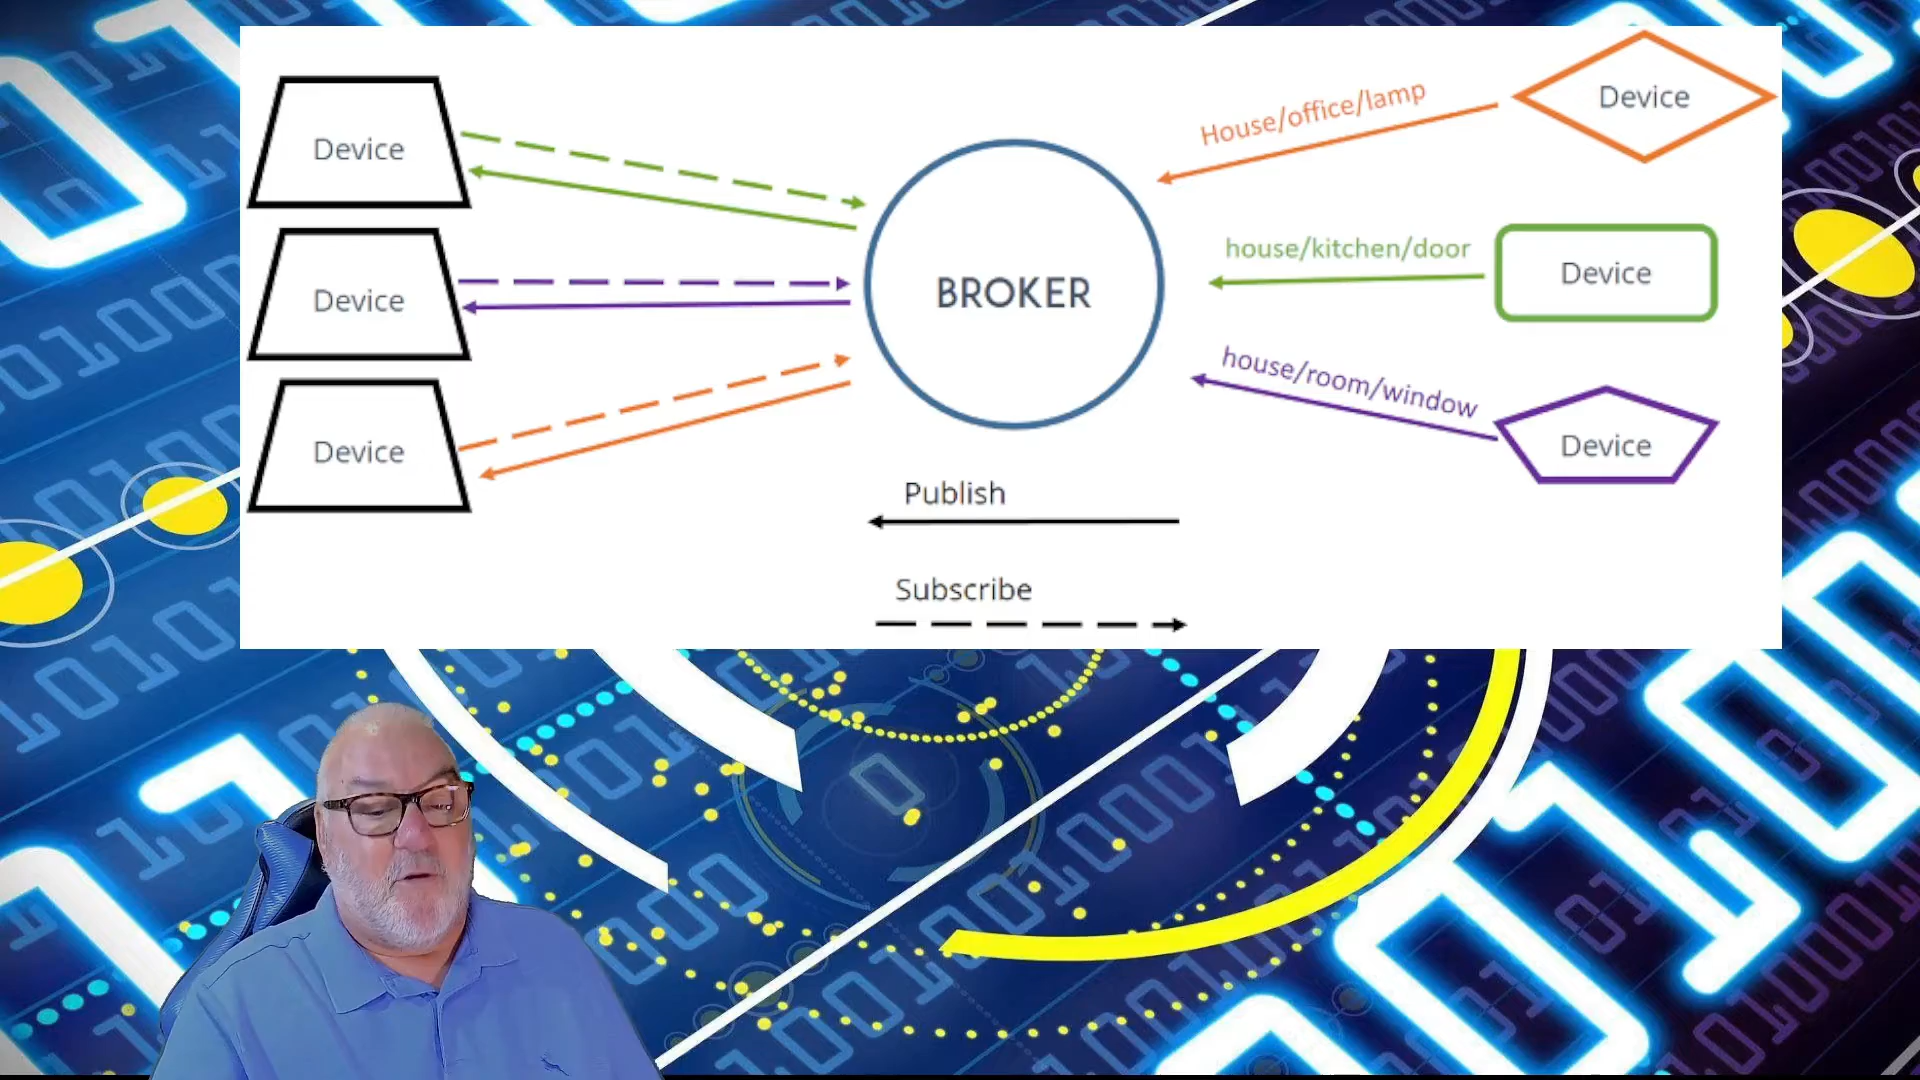 Device
House/office/lamp
Device
Device
BROKER
house/kitchen/door
Device
Device
house/room/window
Device
Publish
Subscribe